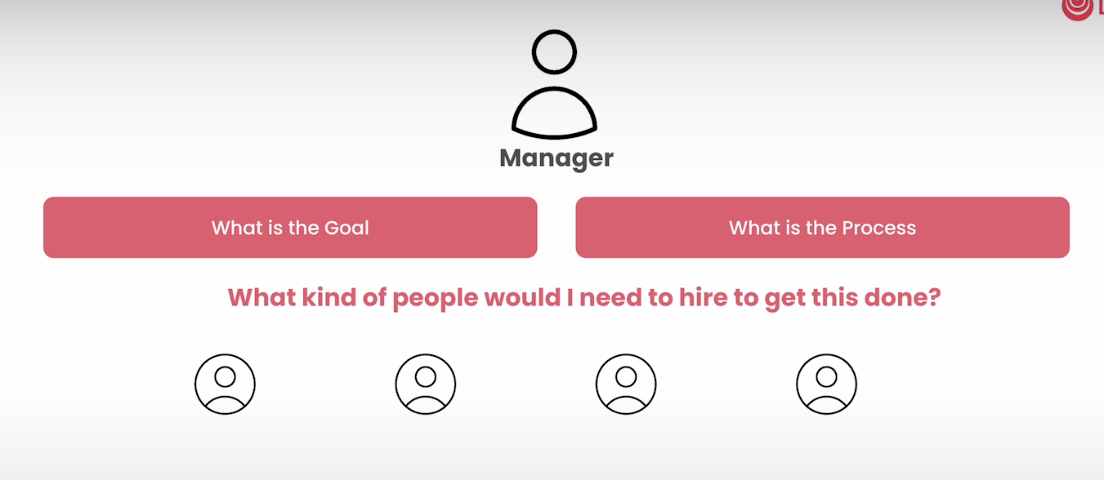 Manager
What is the Goal
What is the Process
What kind of people would I need to hire to get this done?